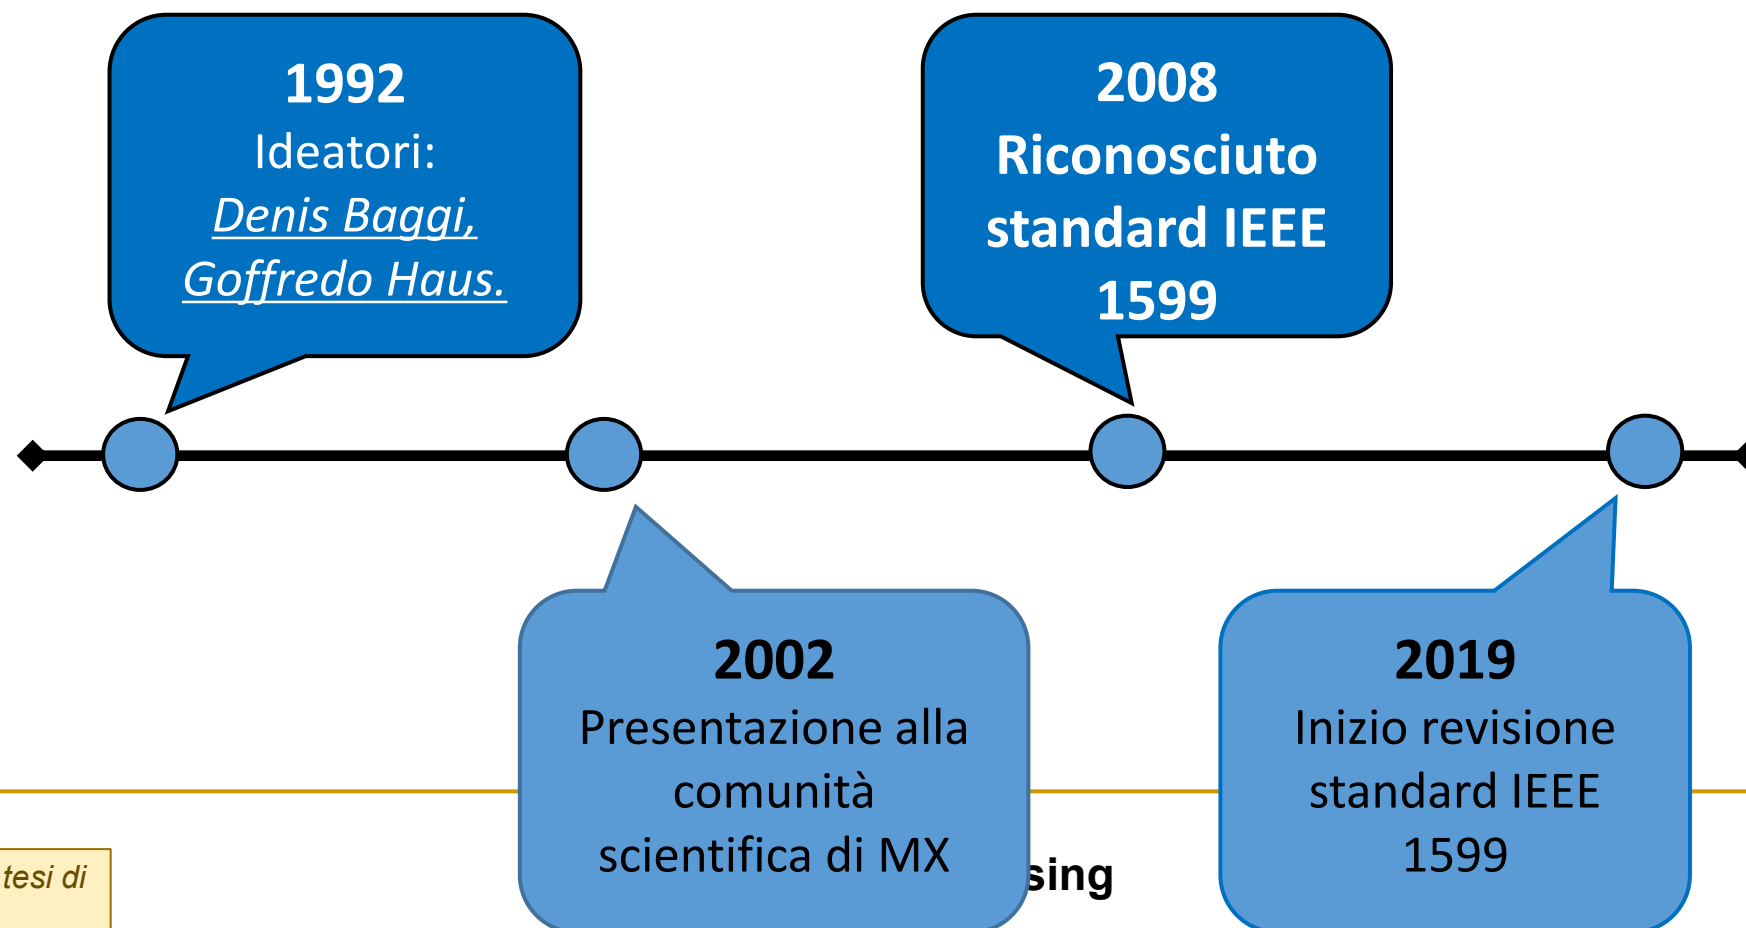 1992
Ideatori:
Denis Baggi,
Goffredo Haus.
2008
Riconosciuto
standard IEEE
1599
2002
Presentazione alla
comunità
scientifica di MX
2019
Inizio revisione
standard IEEE
1599
tesi di
sing